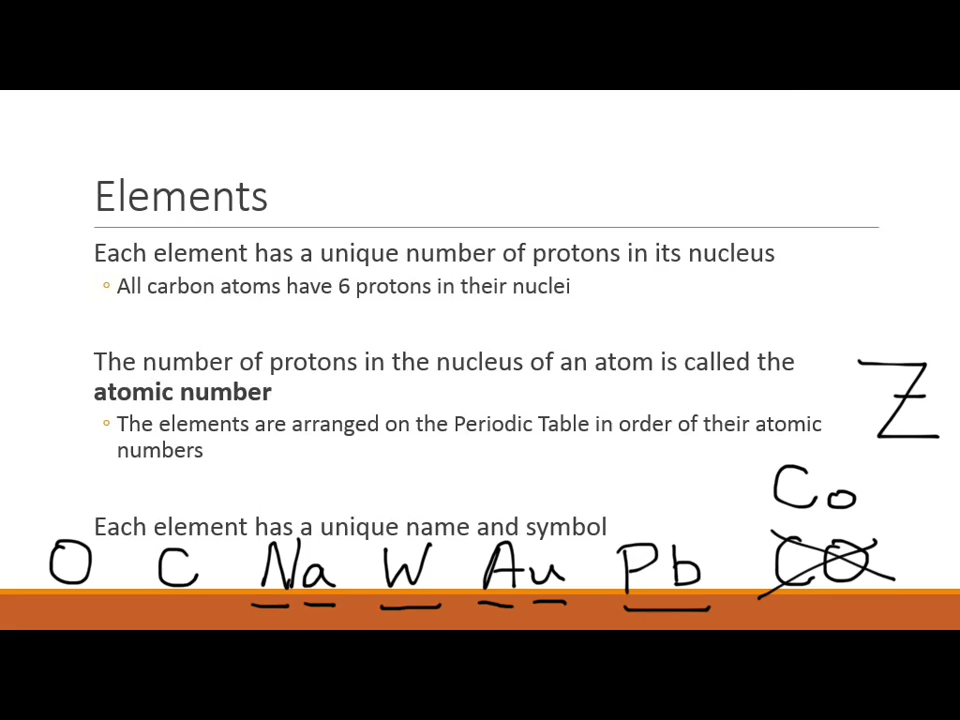 Elements
Each element has a unique number of protons in its nucleus
◦ All carbon atoms have 6 protons in their nuclei
The number of protons in the nucleus of an atom is called the
atomic number
Z
◦ The elements are arranged on the Periodic Table in order of their atomic
numbers
Co
Each element has a unique name and symbol
O C Na W Au Pb CO